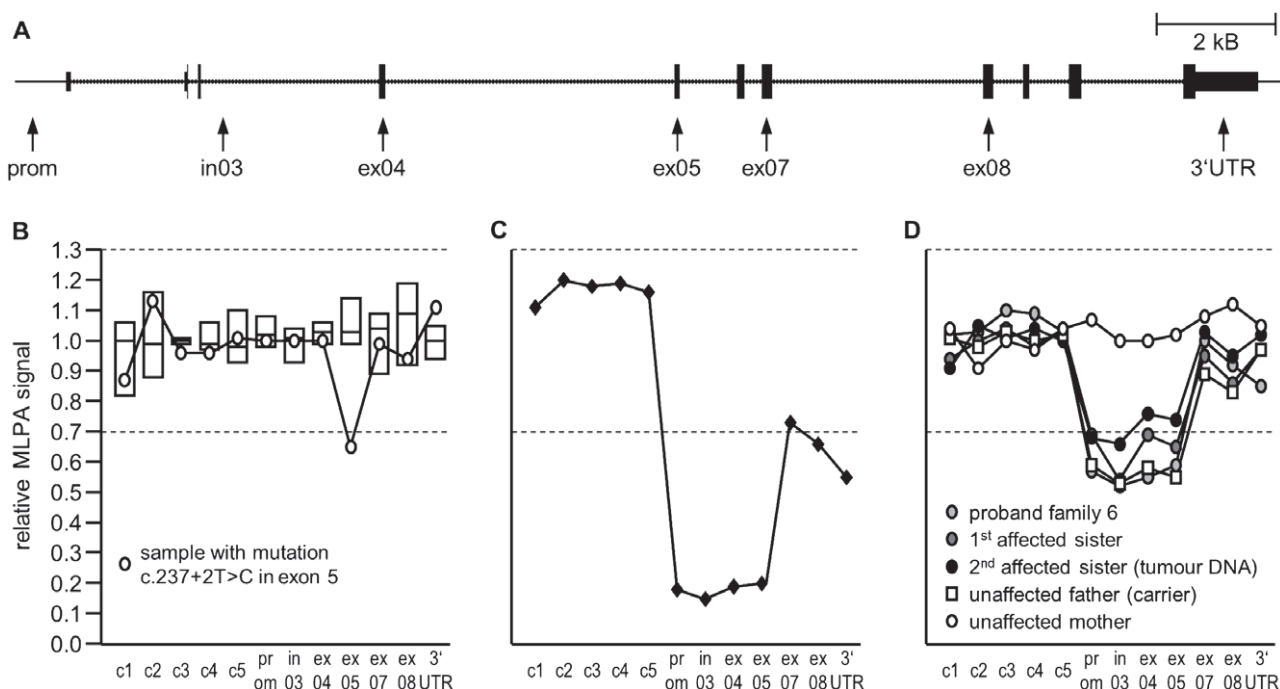 A
2 kB
prom in03 ex04 ex05 ex07 ex08 3‘UTR
B
C
D
relative MLPA signal
1.3
1.2
1.1
1.0
0.9
0.8
0.7
0.6
0.5
0.4
0.3
0.2
0.1
0.0
sample with mutation
c.237+2T>C in exon 5
c1 c2 c3 c4 c5 pr om in 03 ex 04 ex 05 ex 07 ex 08 3‘ UTR
c1 c2 c3 c4 c5 pr om in 03 ex 04 ex 05 ex 07 ex 08 3‘ UTR
proband family 6
1st affected sister
2nd affected sister (tumour DNA)
unaffected father (carrier)
unaffected mother
c1 c2 c3 c4 c5 pr om in 03 ex 04 ex 05 ex 07 ex 08 3‘ UTR